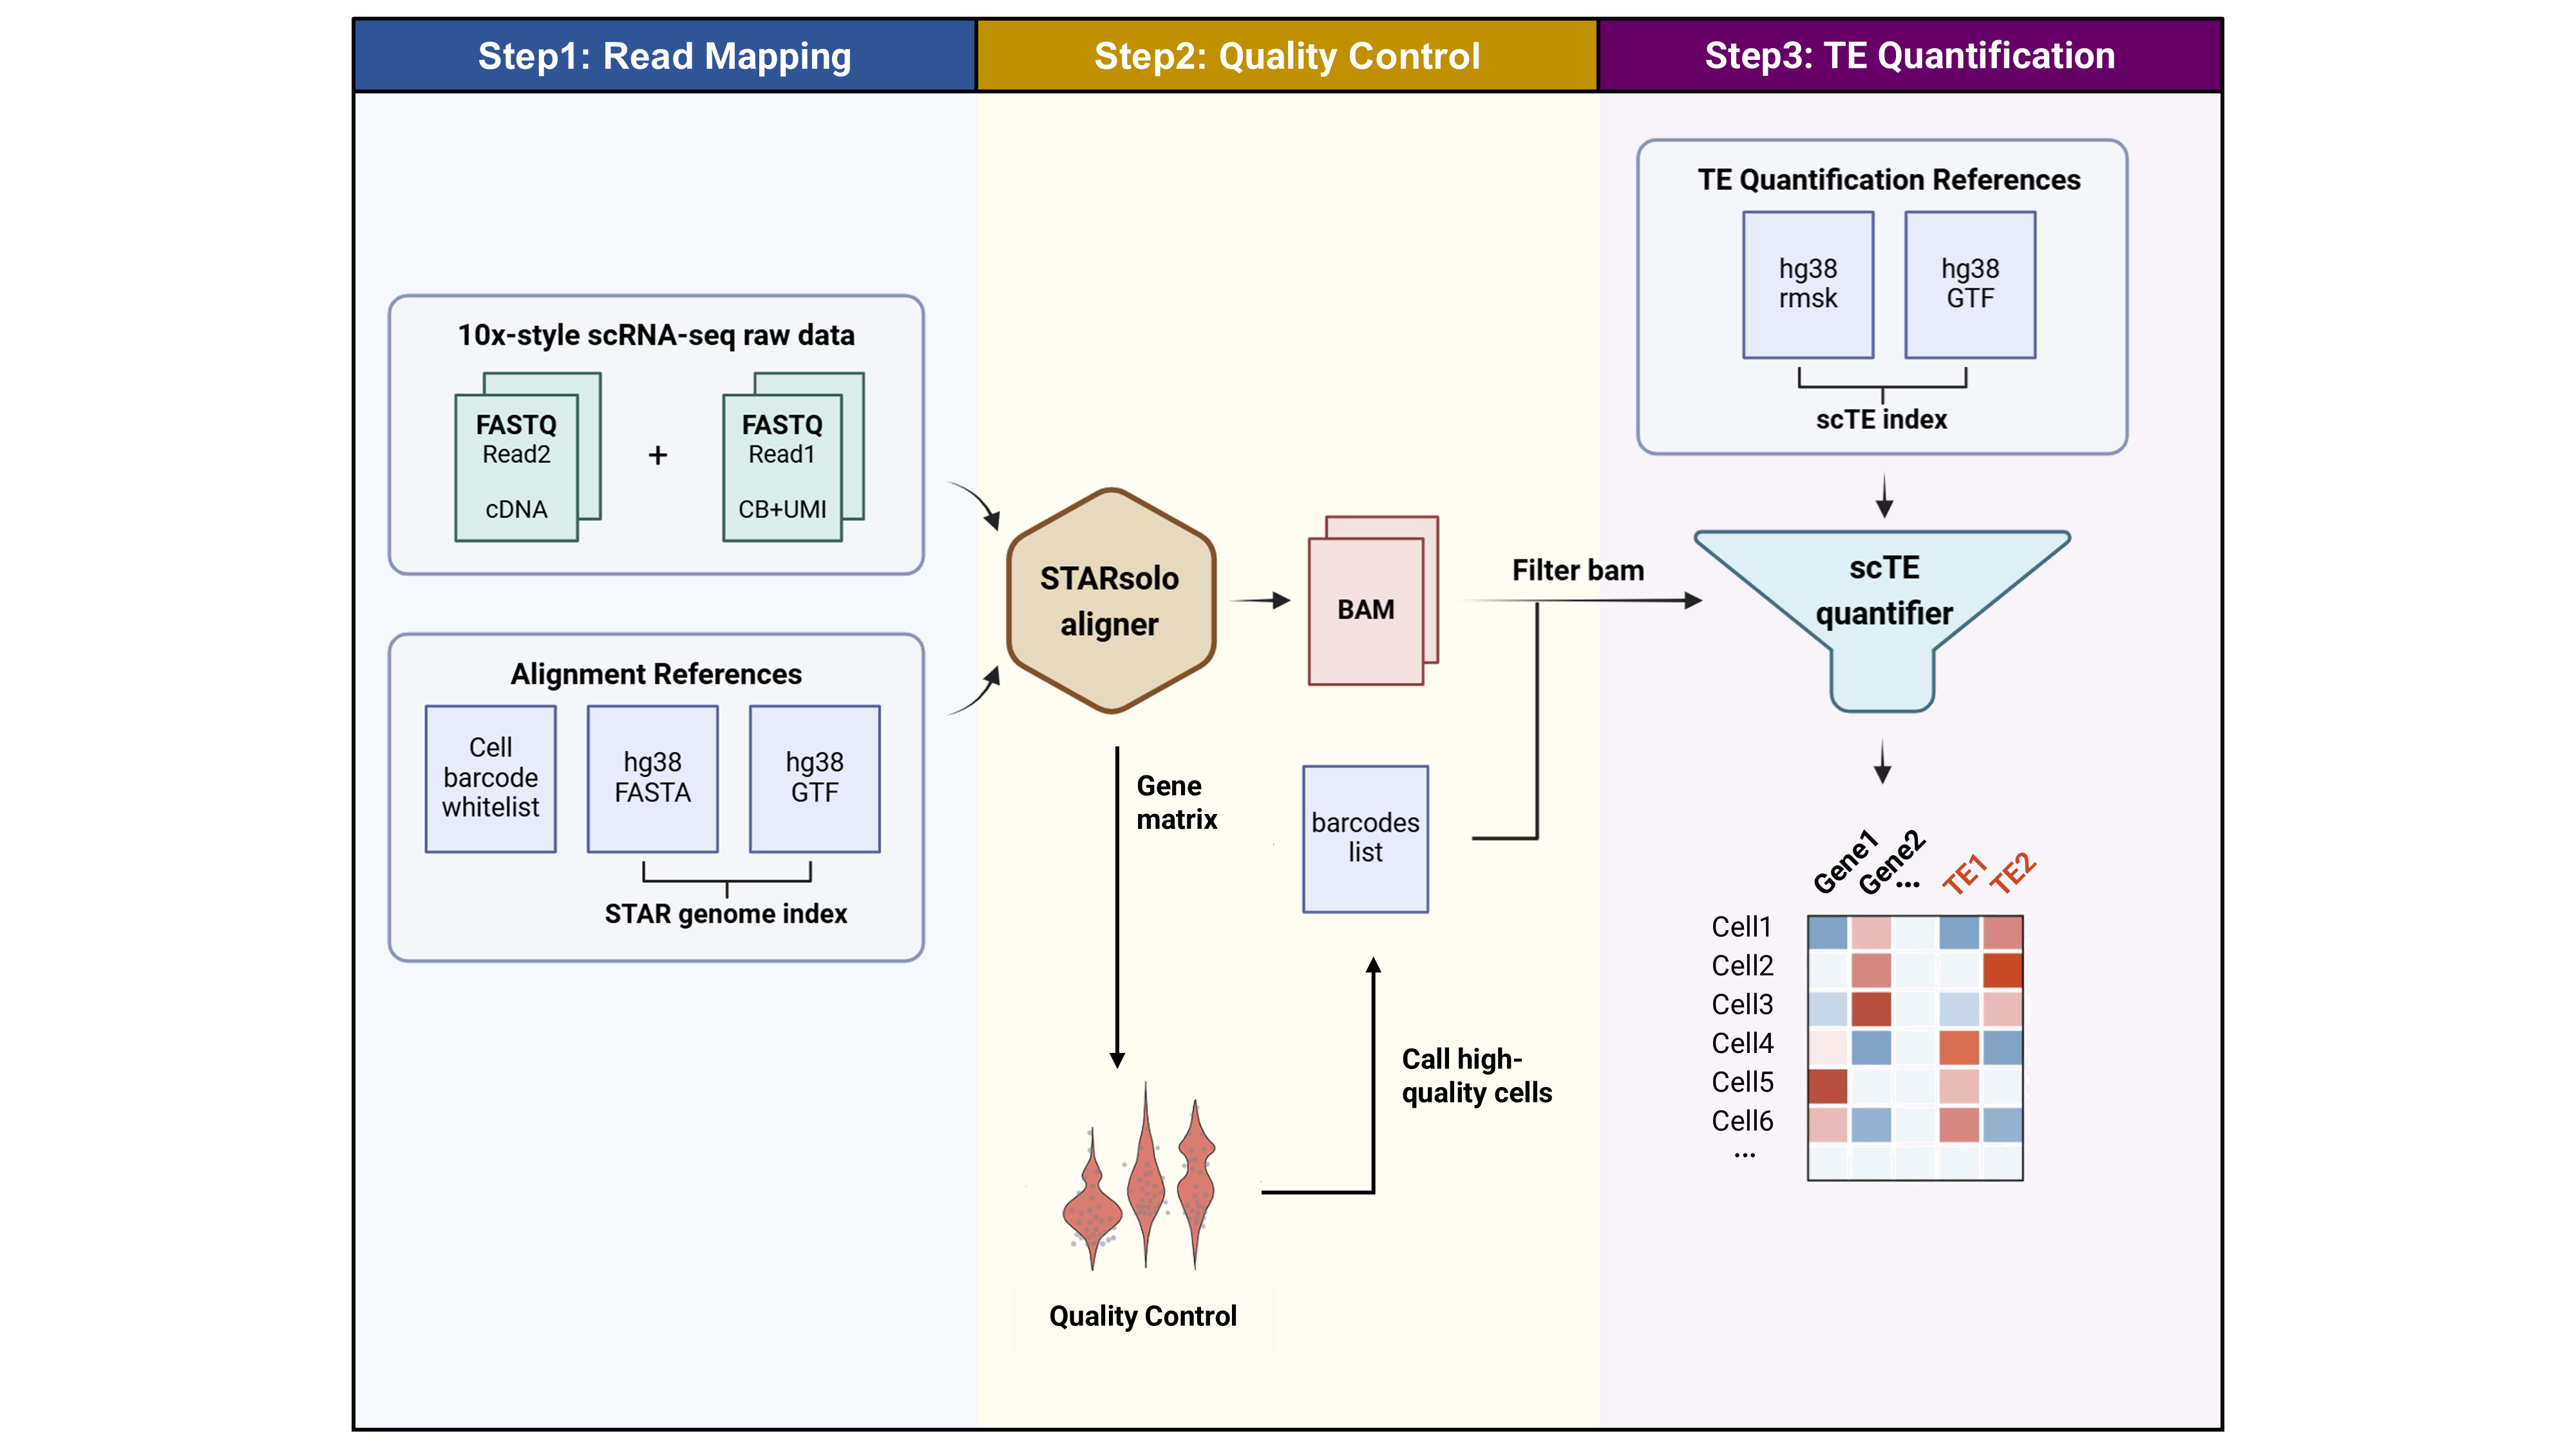 Step1: Read Mapping
Step2: Quality Control
Step3: TE Quantification
10x-style scRNA-seq raw data
FASTQ
Read2
cDNA
+
FASTQ
Read1
CB+UMI
Alignment References
Cell
barcode
whitelist
hg38
FASTA
hg38
GTF
STAR genome index
STARsolo
aligner
BAM
Filter bam
Gene
matrix
barcodes
list
Call high-
quality cells
Quality Control
TE Quantification References
hg38
rmsk
hg38
GTF
scTE index
scTE
quantifier
Gene1
Gene2
...
TE1
TE2
Cell1
Cell2
Cell3
Cell4
Cell5
Cell6
...